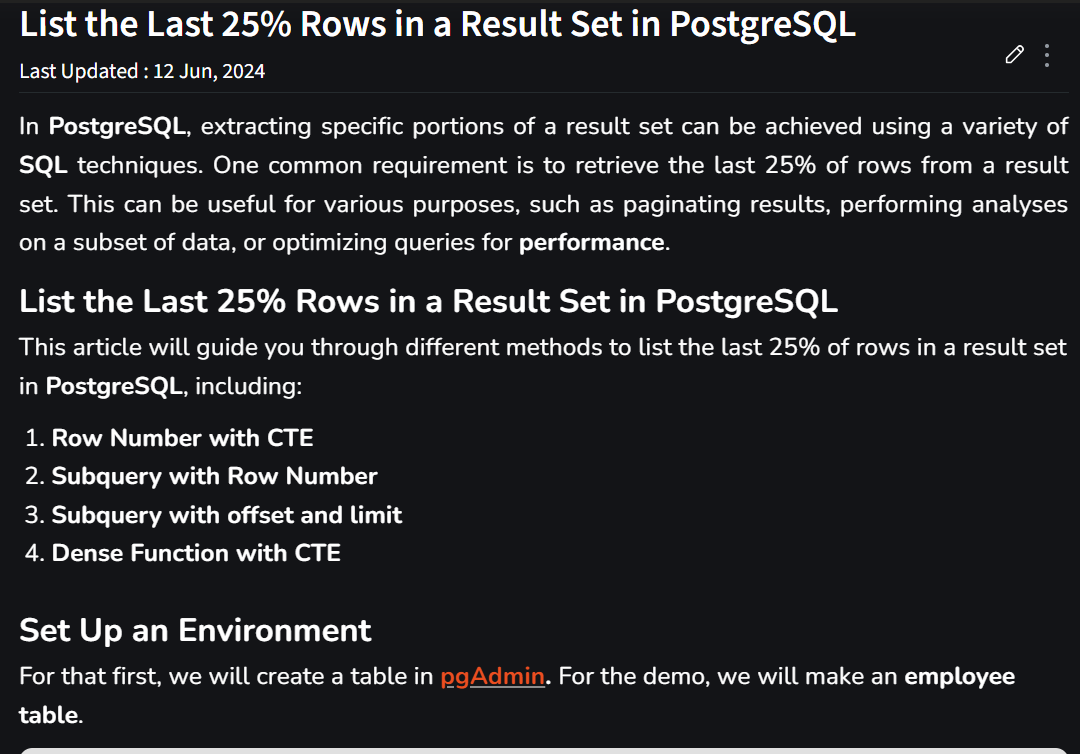 List the Last 25% Rows in a Result Set in PostgreSQL
Last Updated : 12 Jun, 2024
In PostgreSQL, extracting specific portions of a result set can be achieved using a variety of
SQL techniques. One common requirement is to retrieve the last 25% of rows from a result
set. This can be useful for various purposes, such as paginating results, performing analyses
on a subset of data, or optimizing queries for performance.
List the Last 25% Rows in a Result Set in PostgreSQL
This article will guide you through different methods to list the last 25% of rows in a result set
in PostgreSQL, including:
1. Row Number with CTE
2. Subquery with Row Number
3. Subquery with offset and limit
4. Dense Function with CTE
Set Up an Environment
For that first, we will create a table in pgAdmin. For the demo, we will make an employee
table.